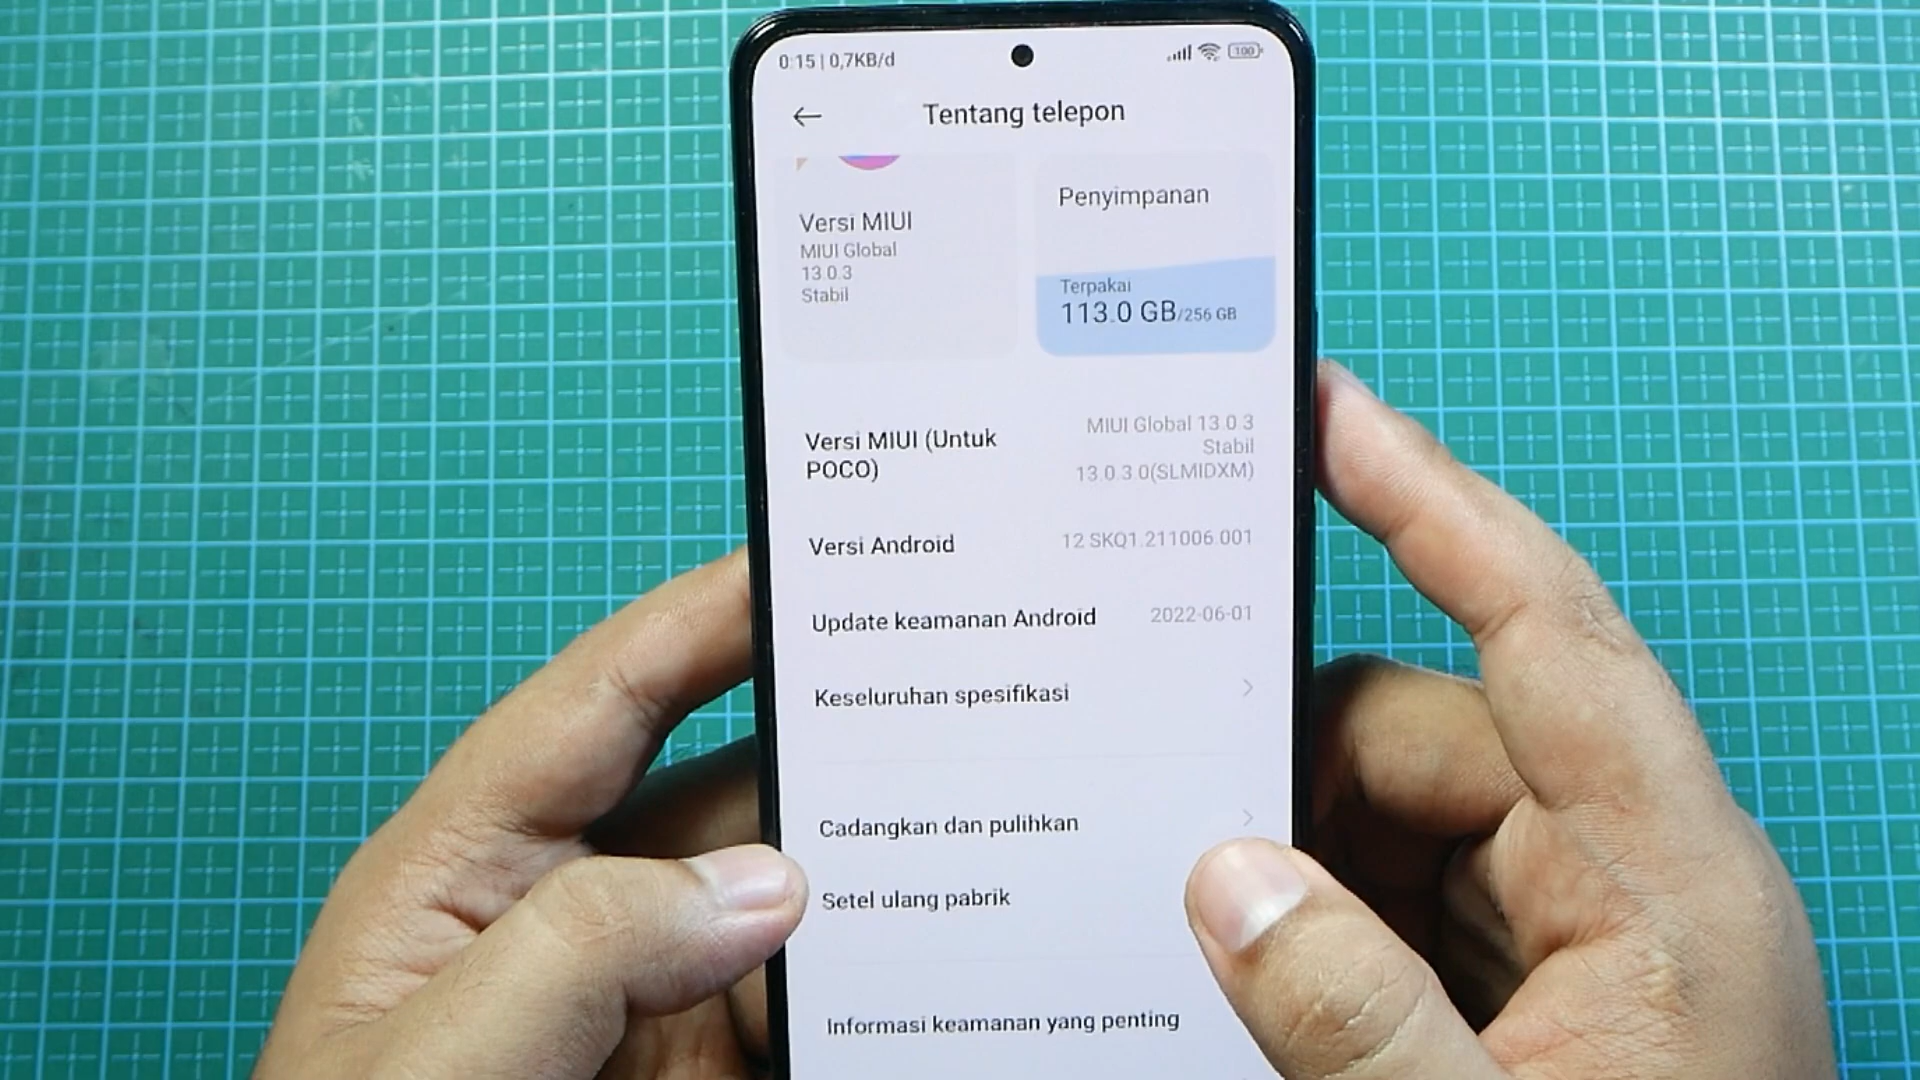 0:15 | 0,7KB/d
100
Tentang telepon
Versi MIUI
MIUI Global
13.0.3
Stabil
Penyimpanan
Terpakai
113.0 GB/256 GB
Versi MIUI (Untuk
POCO)
MIUI Global 13.0.3
Stabil
13.0.3.0(SLMIDXM)
Versi Android
12 SKQ1.211006.001
Update keamanan Android
2022-06-01
Keseluruhan spesifikasi
Cadangkan dan pulihkan
Setel ulang pabrik
Informasi keamanan yang penting